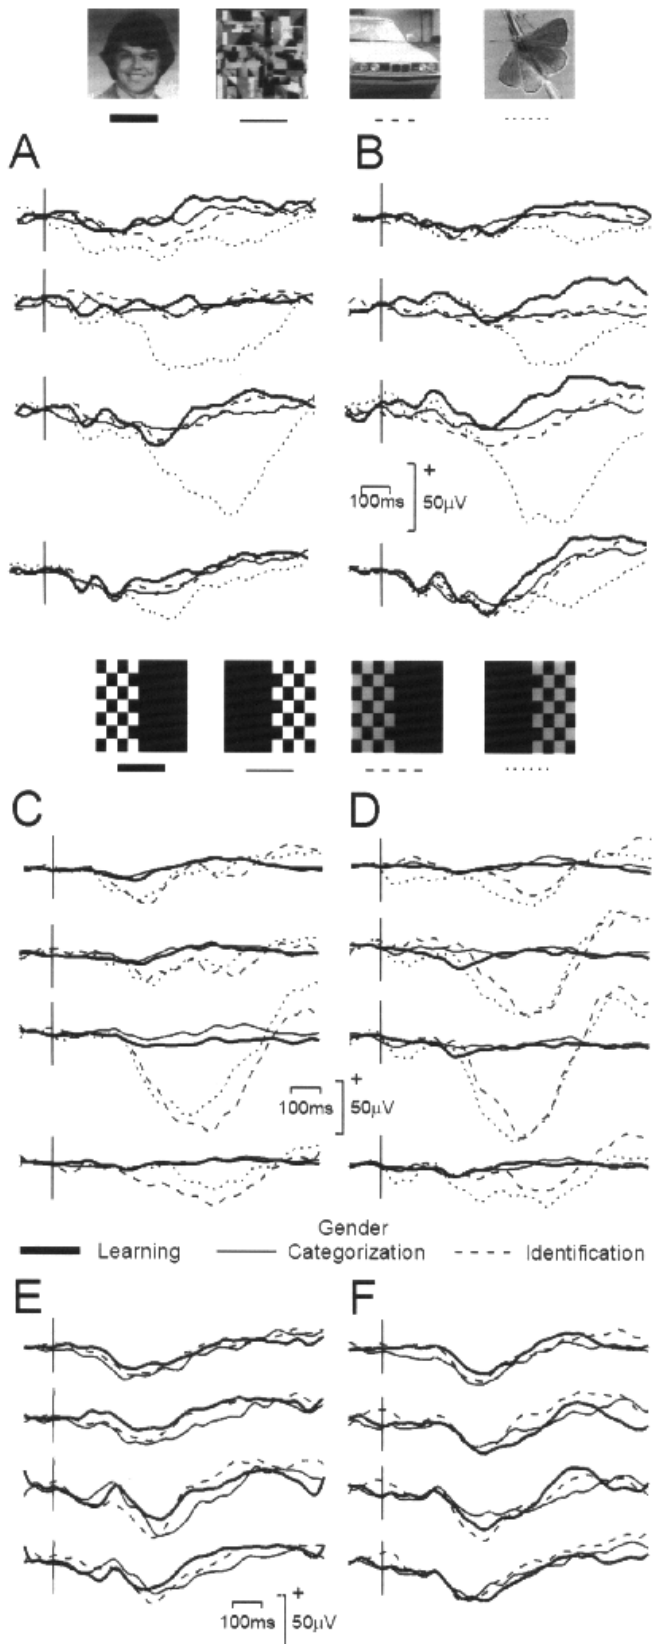 A
B
+
100ms
50µV
C
D
+
100ms
50µV
Gender
Learning
Categorization
Identification
E
F
+
100ms
50µV